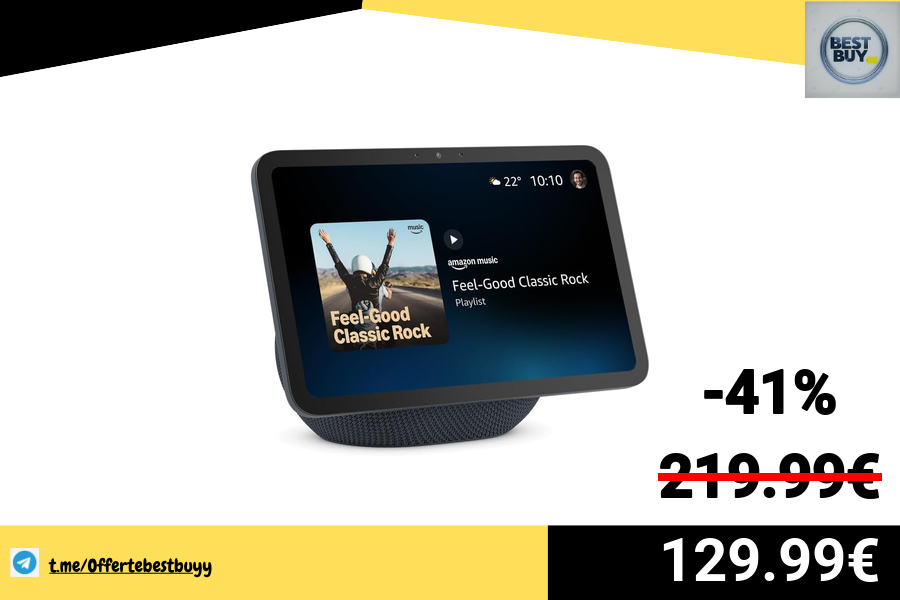 BEST
BUY
22° 10:10
music
amazon music
Feel-Good Classic Rock
Playlist
Feel-Good
Classic Rock
-41%
219.99€
129.99€
t.me/Offertebestbuyy